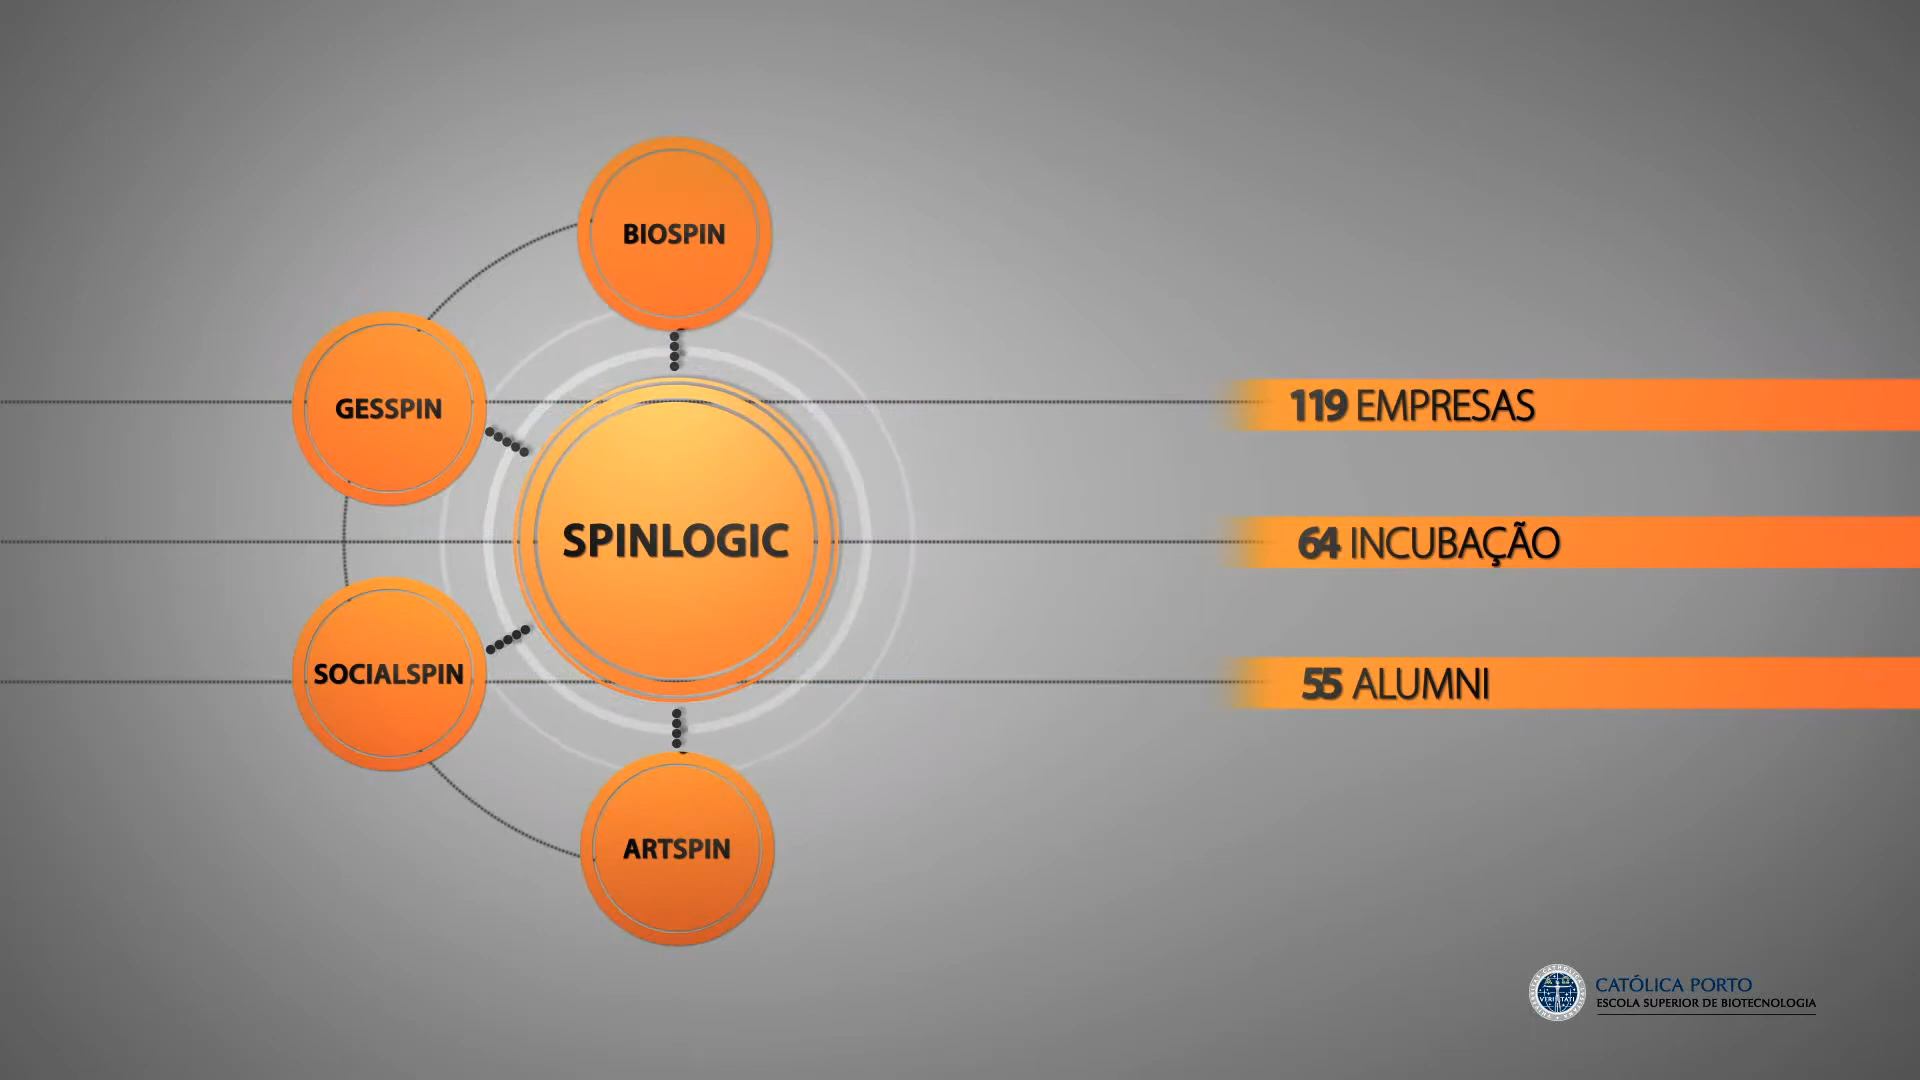 BIOSPIN
GESSPIN
SPINLOGIC
SOCIALSPIN
ARTSPIN
119 EMPRESAS
64 INCUBAÇÃO
55 ALUMNI
CATÓLICA PORTO
ESCOLA SUPERIOR DE BIOTECNOLOGIA